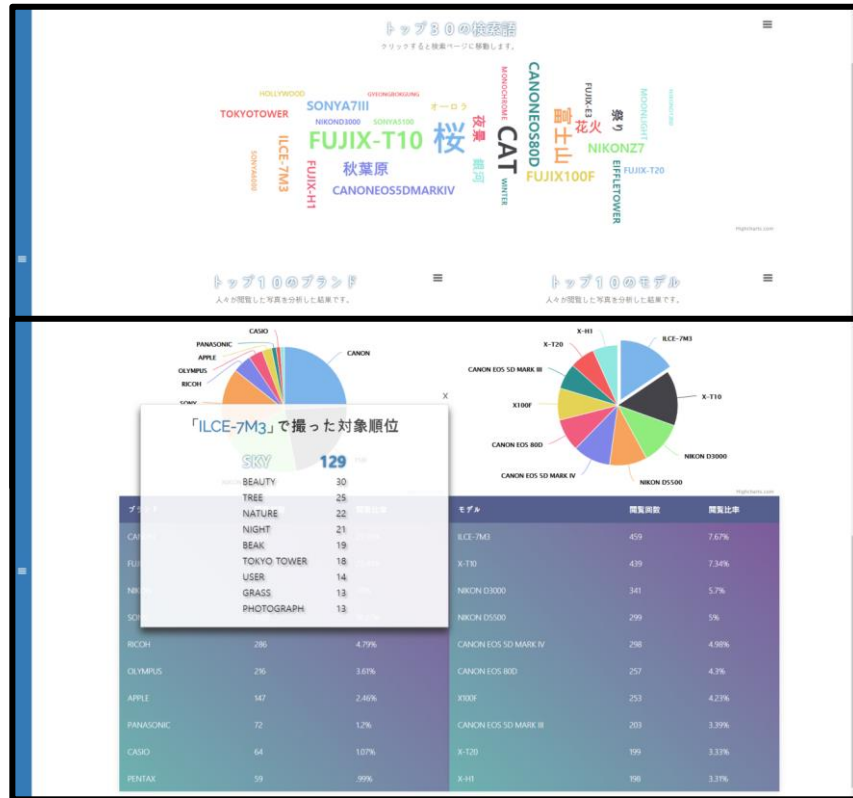 トップ30の検索語
クリックすると検索ページに移動します。
HOLLYWOOD
GYEONGBOKGUNG
TOKYOTOWER
SONYA7III
オーロラ
NIKOND3000
SONYA5100
FUJIX-T10
桜
夜景
MONOCHROME
CAT
CANONEOS80D
富士山
FUJIX-E3
花火
祭り
MOONLIGHT
NIKONZ7
SONYA6000
ILCE-7M3
FUJIX-H1
秋葉原
CANONEOS5DMARKIV
銀河
WINTER
FUJIX100F
EIFFLETOWER
FUJIX-T20
Highcharts.com
トップ10のブランド
人々が閲覧した写真を分析した結果です。
トップ10のモデル
人々が閲覧した写真を分析した結果です。
CASIO
PANASONIC
APPLE
OLYMPUS
RICOH
SONY
CANON
X-H1
X-T20
CANON EOS 5D MARK III
X100F
CANON EOS 80D
CANON EOS 5D MARK IV
NIKON D5500
NIKON D3000
X-T10
ILCE-7M3
Highcharts.com
X
「ILCE-7M3」で撮った対象順位
SKY 129
BEAUTY 30
TREE 25
NATURE 22
NIGHT 21
BEAK 19
TOKYO TOWER 18
USER 14
GRASS 13
PHOTOGRAPH 13
RICOH 286 4.79%
OLYMPUS 216 3.61%
APPLE 147 2.46%
PANASONIC 72 1.2%
CASIO 64 1.07%
PENTAX 59 .99%
モデル 閲覧回数 閲覧比率
ILCE-7M3 459 7.67%
X-T10 439 7.34%
NIKON D3000 341 5.7%
NIKON D5500 299 5%
CANON EOS 5D MARK IV 298 4.98%
CANON EOS 80D 257 4.3%
X100F 253 4.23%
CANON EOS 5D MARK III 203 3.39%
X-T20 199 3.33%
X-H1 198 3.31%